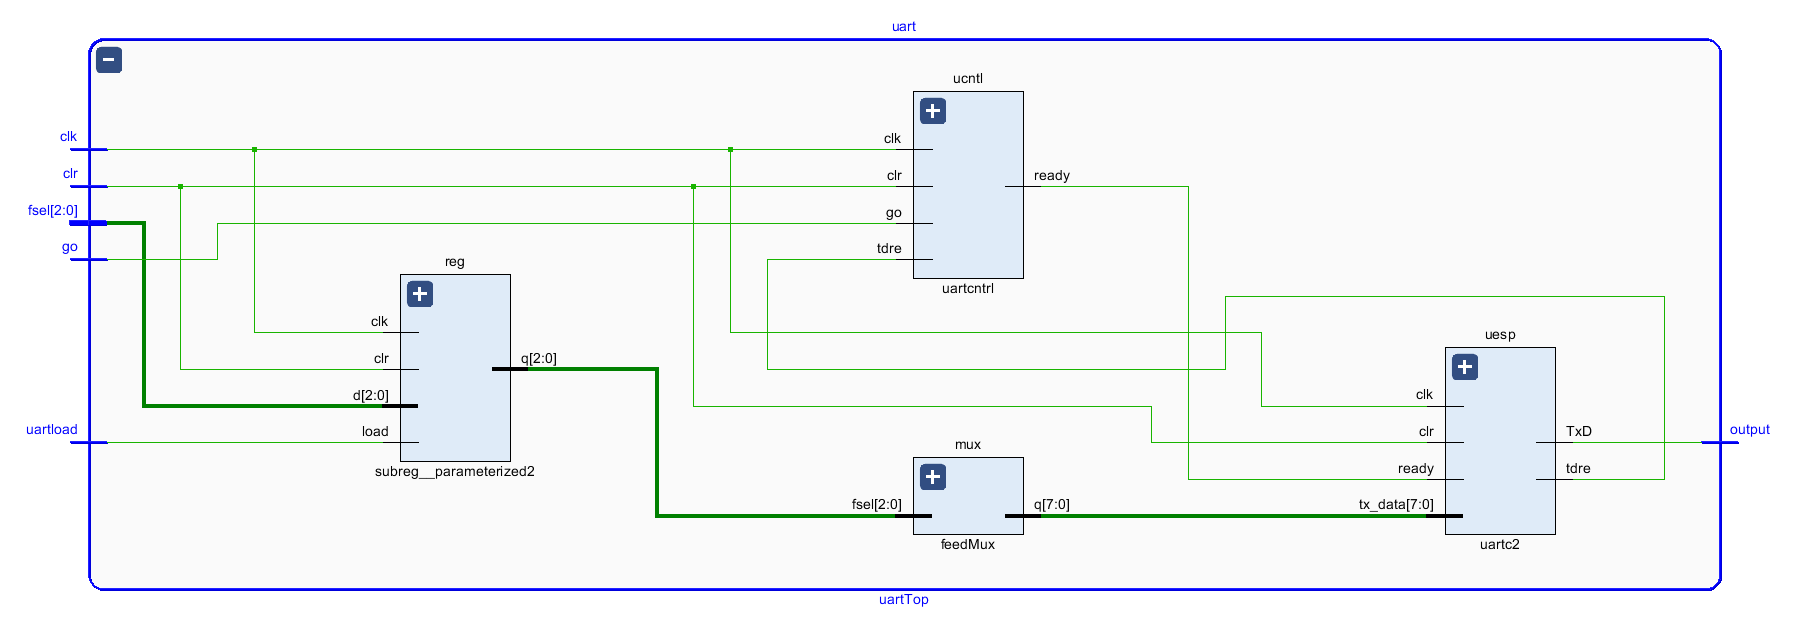 uart
ucntl
clk
clk
clr
clr
ready
fsel[2:0]
go
go
tdre
reg
uartcntrl
clk
uesp
clr
q[2:0]
d[2:0]
clk
uartload
load
clr
TxD
output
mux
subreg__parameterized2
ready
tdre
fsel[2:0]
q[7:0]
tx_data[7:0]
feedMux
uartc2
uartTop